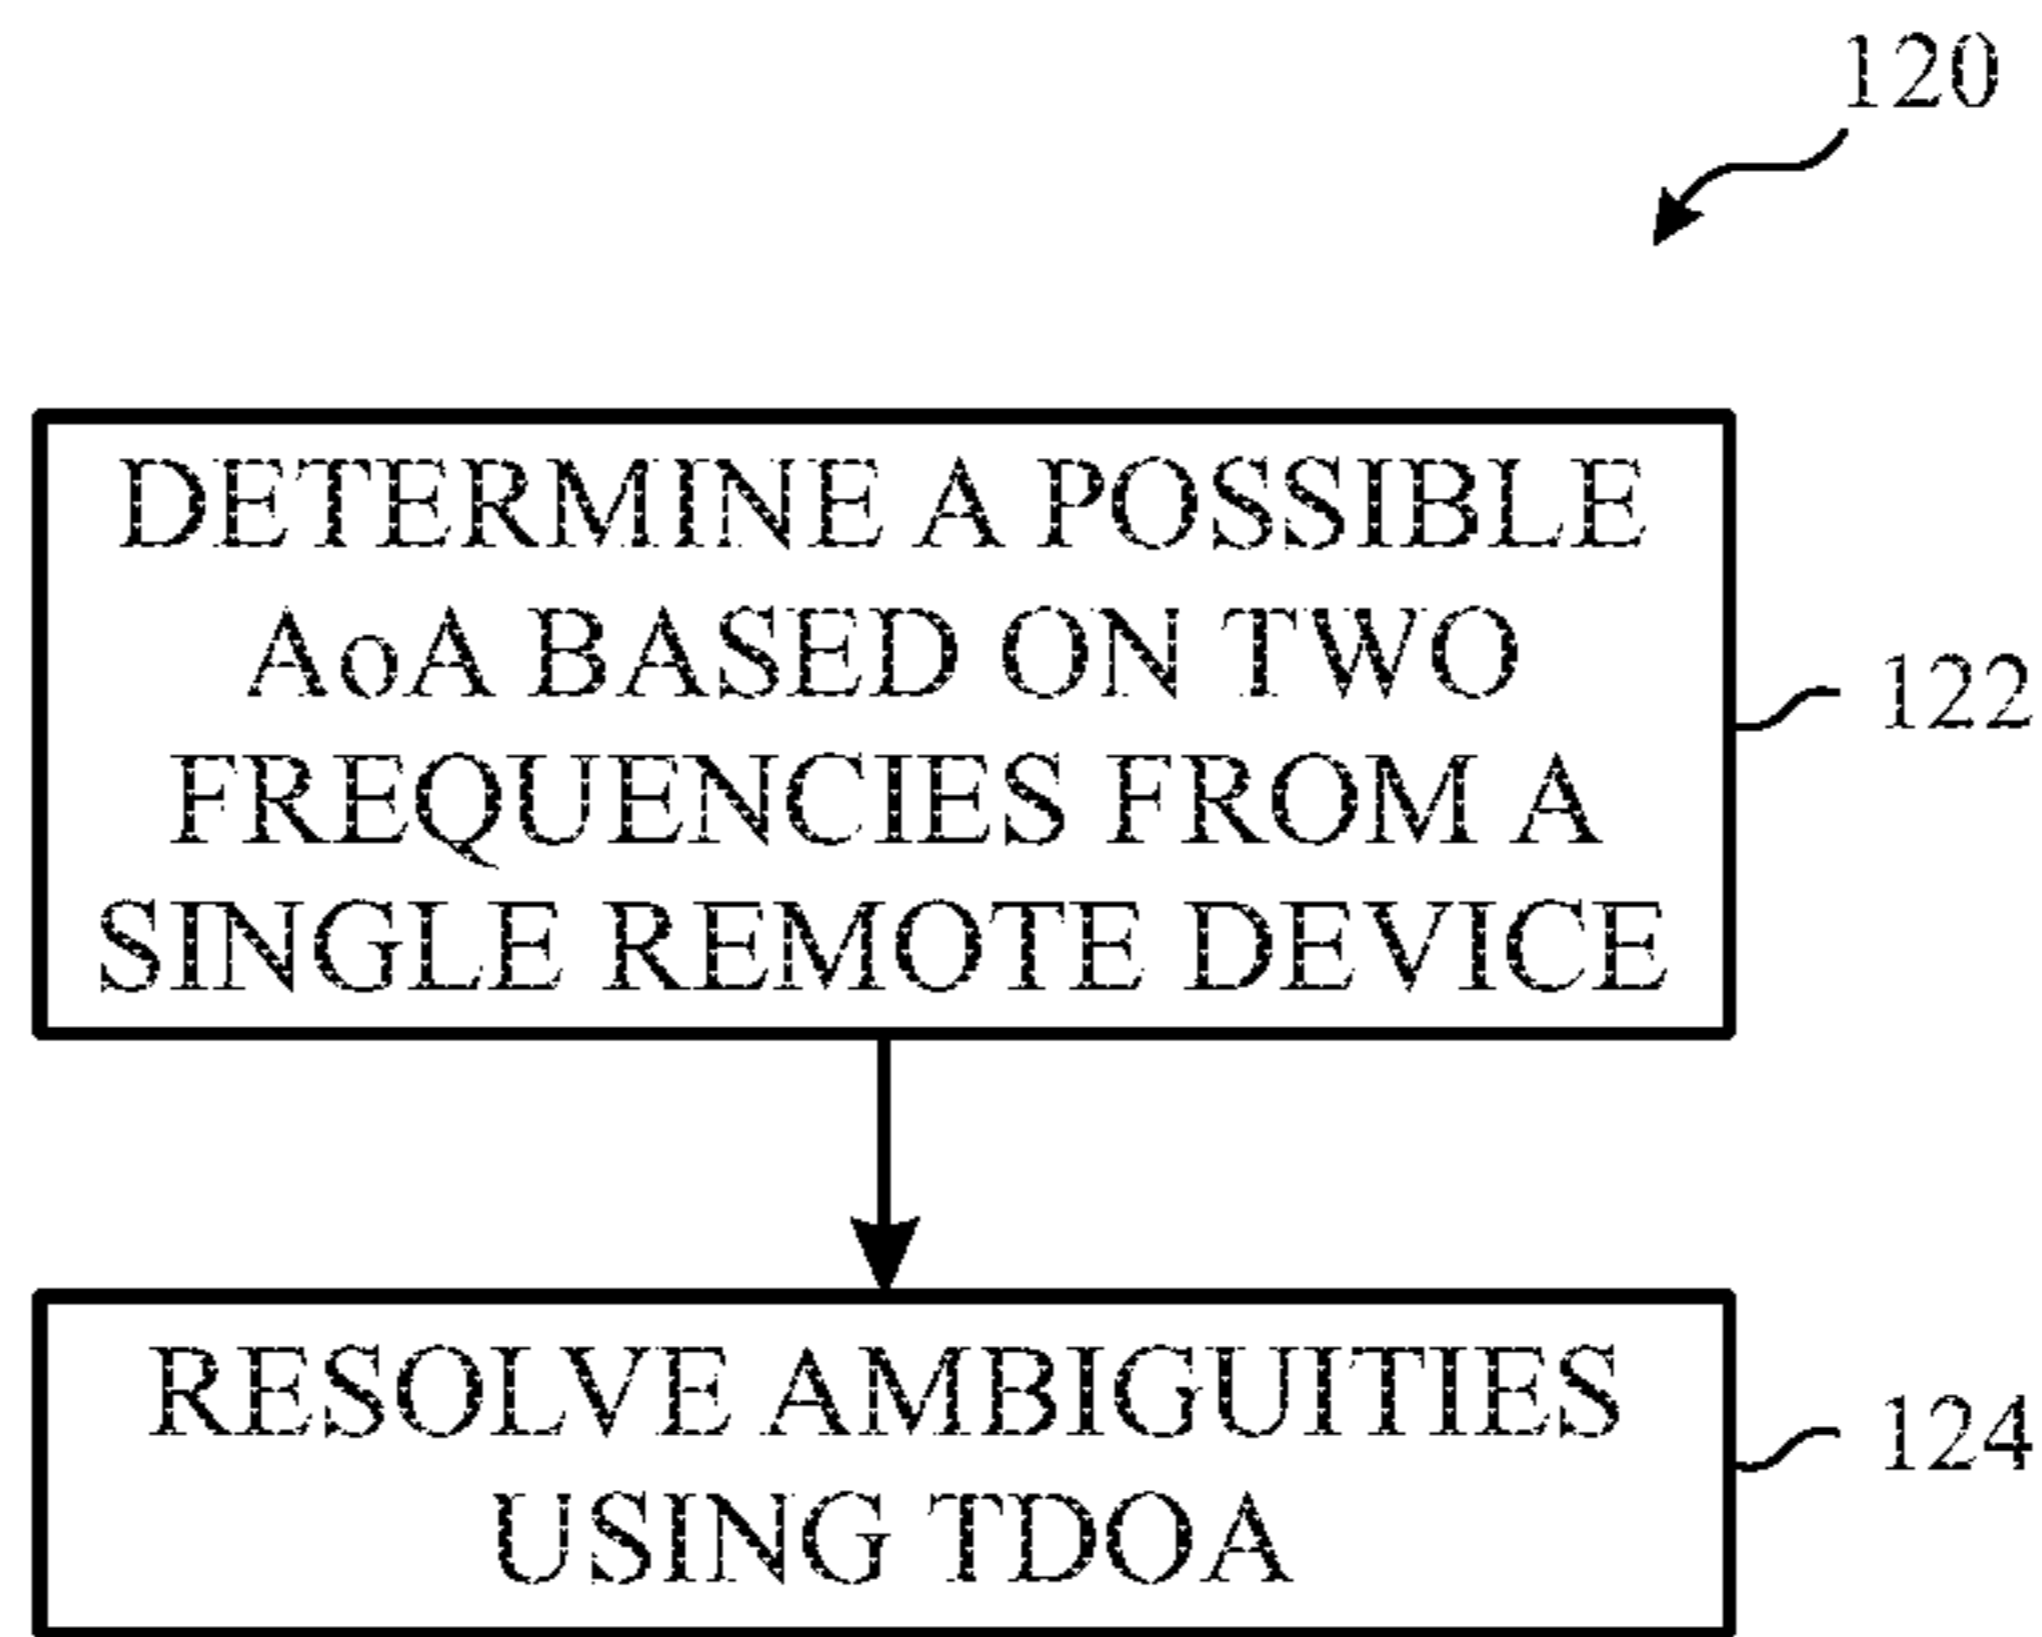 120
DETERMINE A POSSIBLE
AoA BASED ON TWO
FREQUENCIES FROM A
SINGLE REMOTE DEVICE
122
RESOLVE AMBIGUITIES
USING TDOA
124